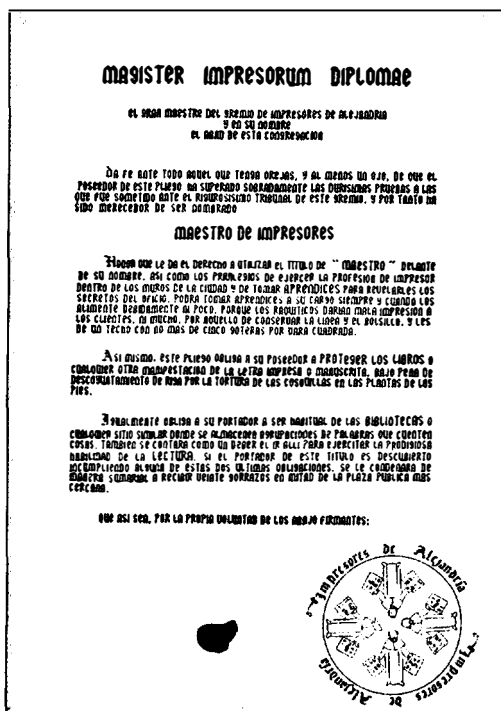 MAGISTER IMPRESORUM DIPLOMAE
EL GRAN MAESTRE DEL GREMIO DE IMPRESORES DE ALEJANDRIA
Y EN SU NOMBRE
EL ABAD DE ESTA CONGREGACION
DA FE ANTE TODO AQUEL QUE TENGA OREJAS, Y AL MENOS UN OJO, DE QUE EL
POSEEDOR DE ESTE PLIEGO HA SUPERADO SOBRADAMENTE LAS DURISIMAS PRUEBAS A LAS
QUE FUE SOMETIDO ANTE EL RIGUROSISIMO TRIBUNAL DE ESTE GREMIO, Y POR TANTO HA
SIDO MERECEDOR DE SER NOMBRADO
MAESTRO DE IMPRESORES
HONOR QUE LE DA EL DERECHO A UTILIZAR EL TITULO DE "MAESTRO" DELANTE
DE SU NOMBRE, ASI COMO LOS PRIVILEGIOS DE EJERCER LA PROFESION DE IMPRESOR
DENTRO DE LOS MUROS DE LA CIUDAD Y DE TOMAR APRENDICES PARA REVELARLES LOS
SECRETOS DEL OFICIO. PODRA TOMAR APRENDICES A SU CARGO SIEMPRE Y CUANDO LOS
ALIMENTE DEBIDAMENTE AL POCO, PORQUE LOS RAQUITICOS DARIAN MALA IMPRESION A
LOS CLIENTES, NI MUCHO, POR AQUELLO DE CONSERVAR LA LINEA Y EL BOLSILLO, Y LES
DE UN TECHO CON NO MAS DE CINCO GOTERAS POR VARA CUADRADA.
ASI MISMO, ESTE PLIEGO OBLIGA A SU POSEEDOR A PROTEGER LOS LIBROS O
CUALQUIER OTRA MANIFESTACION DE LA LETRA IMPRESA O MANUSCRITA, BAJO PENA DE
DESCOYUNTAMIENTO DE RISA POR LA TORTURA DE LAS COSQUILLAS EN LAS PLANTAS DE LOS
PIES.
IGUALMENTE OBLIGA A SU PORTADOR A SER HABITUAL DE LAS BIBLIOTECAS O
CUALQUIER SITIO SIMILAR DONDE SE ALMACENEN AGRUPACIONES DE PALABRAS QUE CUENTEN
COSAS. TAMBIEN SE CONTARA COMO UN DEBER EL IR ALLI PARA EJERCITAR LA PRODIGIOSA
HABILIDAD DE LA LECTURA. SI EL PORTADOR DE ESTE TITULO ES DESCUBIERTO
INCUMPLIENDO ALGUNA DE ESTAS DOS ULTIMAS OBLIGACIONES, SE LE CONDENARA DE
MANERA SUMARIAL A RECIBIR VEINTE GORRAZOS EN MITAD DE LA PLAZA PUBLICA MAS
CERCANA.
QUE ASI SEA, POR LA PROPIA VOLUNTAD DE LOS ABAJO FIRMANTES:
Impresores de Alejandría
Impresores de Alejandría